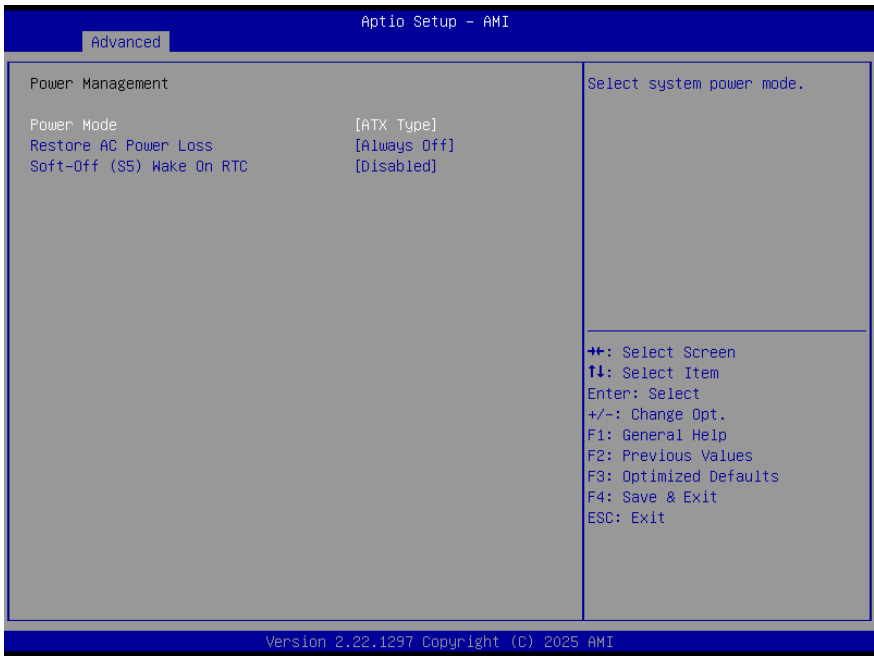 Aptio Setup – AMI
Advanced
Power Management
Power Mode [ATX Type]
Restore AC Power Loss [Always Off]
Soft-Off (S5) Wake On RTC [Disabled]
Select system power mode.
→←: Select Screen
↑↓: Select Item
Enter: Select
+/-: Change Opt.
F1: General Help
F2: Previous Values
F3: Optimized Defaults
F4: Save & Exit
ESC: Exit
Version 2.22.1297 Copyright (C) 2025 AMI